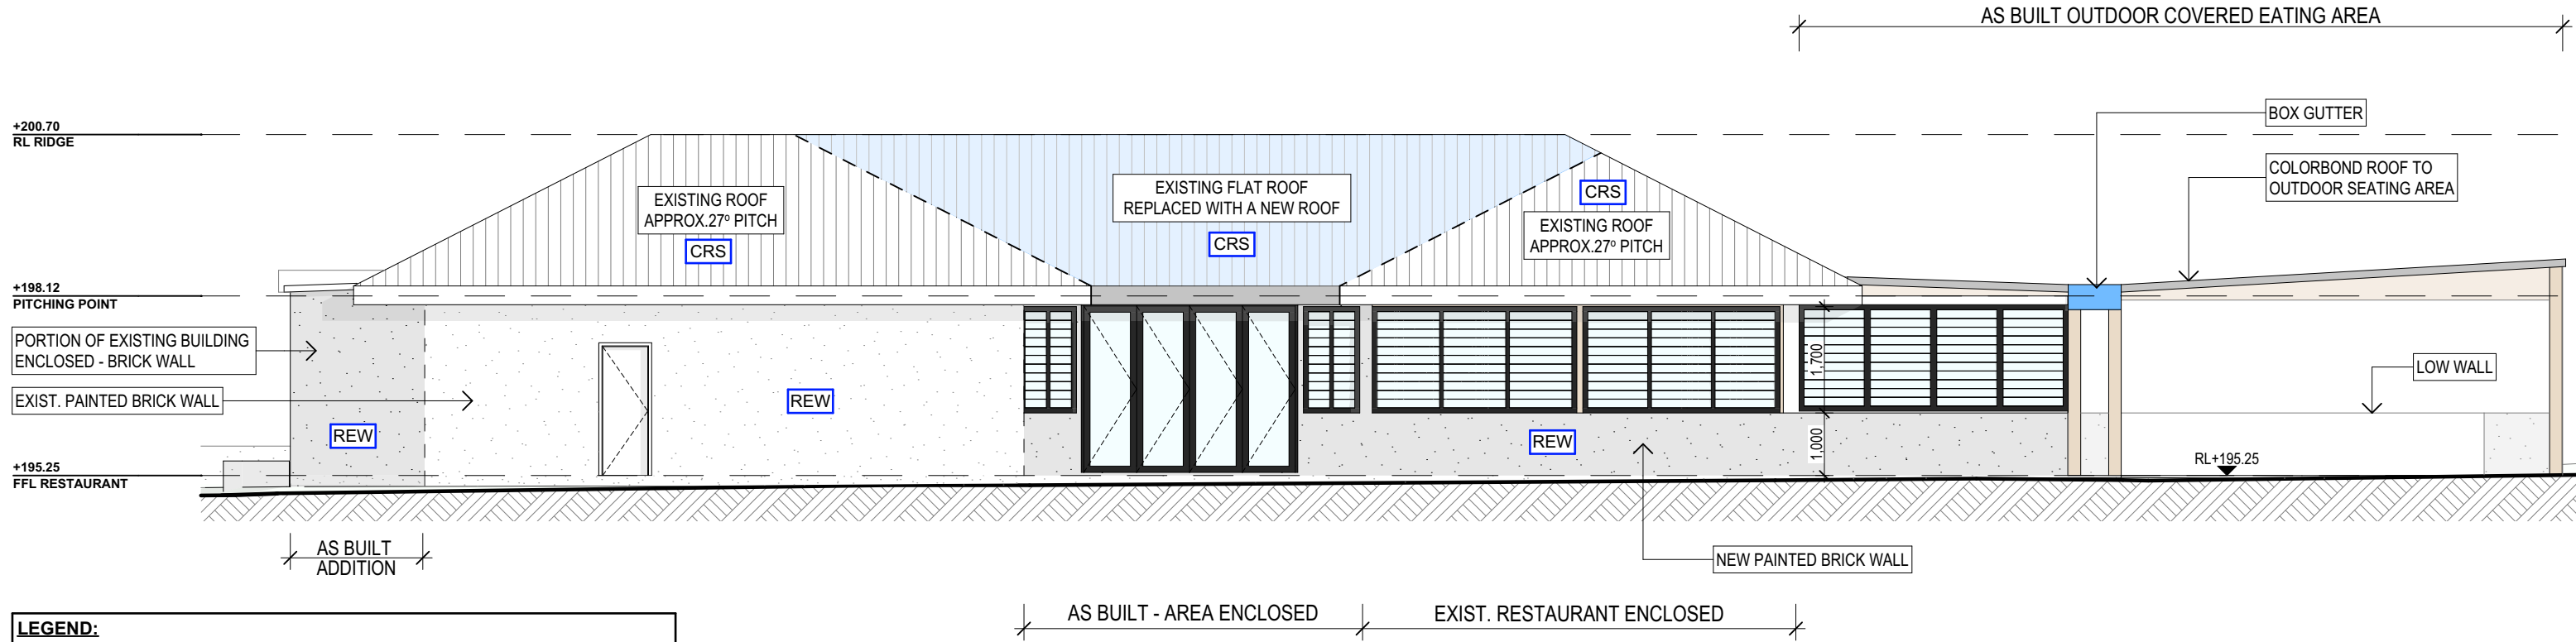 AS BUILT OUTDOOR COVERED EATING AREA
BOX GUTTER
+200.70
RL RIDGE
COLORBOND ROOF TO
OUTDOOR SEATING AREA
EXISTING ROOF
APPROX.27º PITCH
CRS
EXISTING FLAT ROOF
REPLACED WITH A NEW ROOF
CRS
CRS
EXISTING ROOF
APPROX.27º PITCH
+198.12
PITCHING POINT
PORTION OF EXISTING BUILDING
ENCLOSED - BRICK WALL
1,700
LOW WALL
EXIST. PAINTED BRICK WALL
REW
REW
REW
1,000
+195.25
FFL RESTAURANT
RL+195.25
AS BUILT
ADDITION
NEW PAINTED BRICK WALL
AS BUILT - AREA ENCLOSED
EXIST. RESTAURANT ENCLOSED
LEGEND: